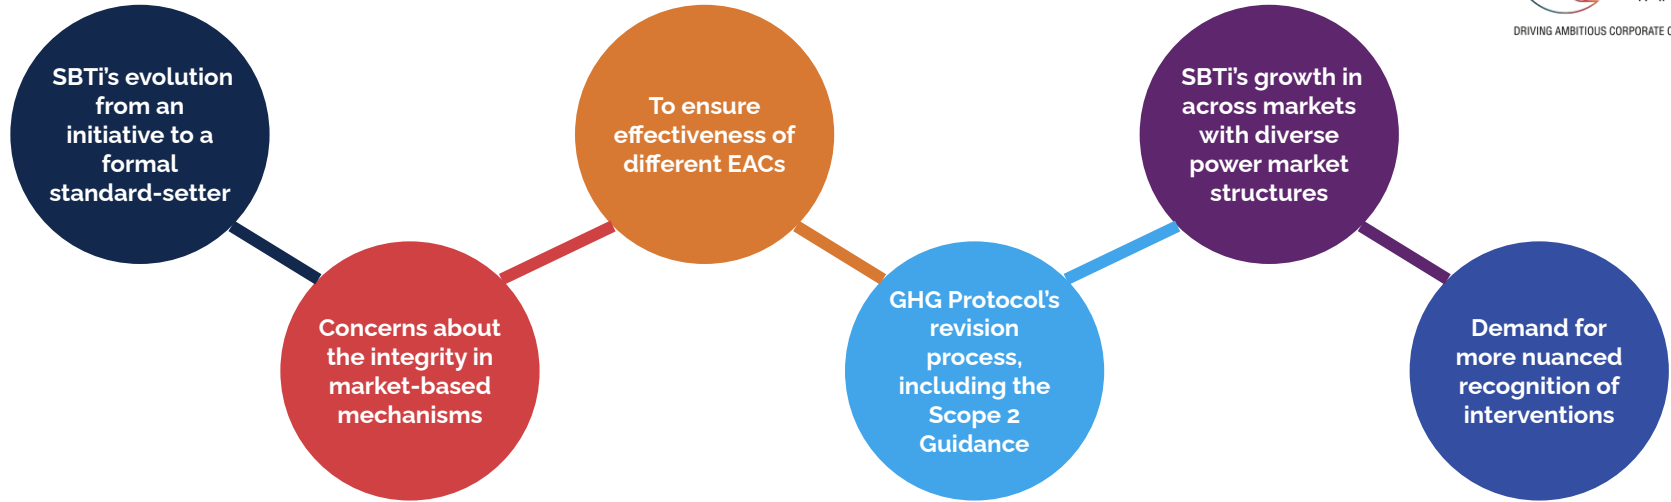 SBTi's evolution
from an
initiative to a
formal
standard-setter
Concerns about
the integrity in
market-based
mechanisms
To ensure
effectiveness of
different EACs
GHG Protocol's
revision
process,
including the
Scope 2
Guidance
SBTi's growth in
across markets
with diverse
power market
structures
Demand for
more nuanced
recognition of
interventions
DRIVING AMBITIOUS CORPORATE